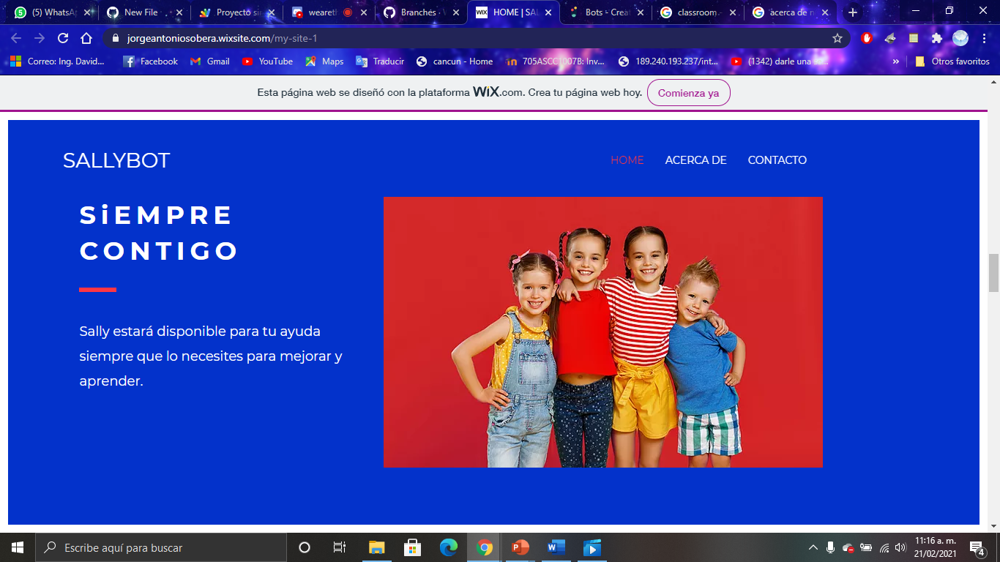 (5) WhatsA
New File
Proyecto si
weareth
Branches · V
HOME | SAL
Bots - Creat
classroom -
acerca de n
jorgeantoniosobera.wixsite.com/my-site-1
Correo: Ing. David...
Facebook
Gmail
YouTube
Maps
Traducir
cancun - Home
705ASCC1007B: Inv...
189.240.193.237/int...
(1342) darle una
»
Otros favoritos
Esta página web se diseñó con la plataforma WiX.com. Crea tu página web hoy.
Comienza ya
SALLYBOT
HOME
ACERCA DE
CONTACTO
SiEMPRE
CONTIGO
Sally estará disponible para tu ayuda
siempre que lo necesites para mejorar y
aprender.
Escribe aquí para buscar
11:16 a. m.
21/02/2021
4